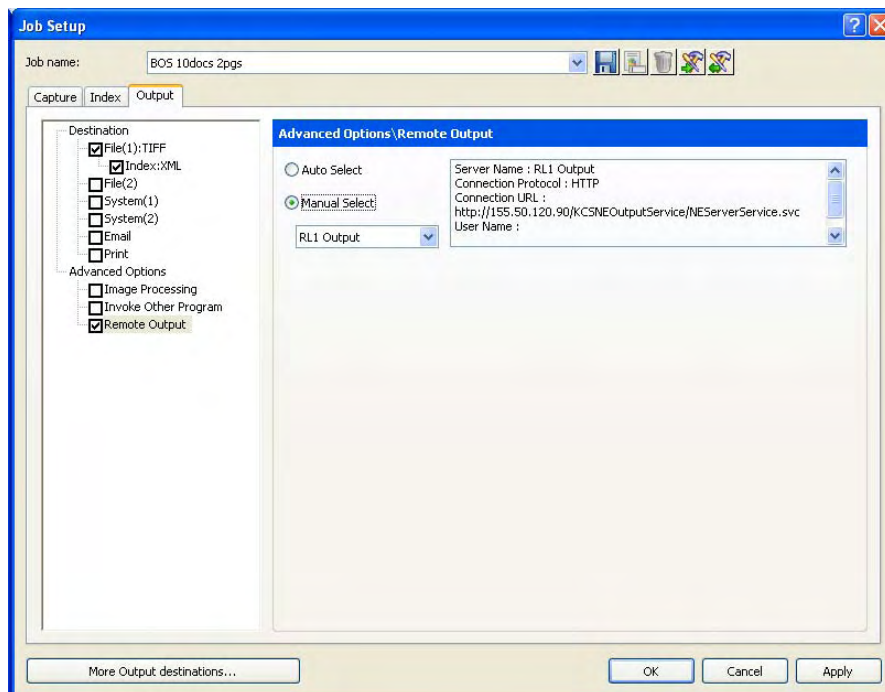 Job Setup
Job name:
BOS 10docs 2pgs
Capture
Index
Output
Destination
File(1):TIFF
Index:XML
File(2)
System(1)
System(2)
Email
Print
Advanced Options
Image Processing
Invoke Other Program
Remote Output
Advanced Options\Remote Output
Auto Select
Manual Select
RL1 Output
Server Name : RL1 Output
Connection Protocol : HTTP
Connection URL :
http://155.50.120.90/KCSNEOutputService/NEServerService.svc
User Name :
More Output destinations...
OK
Cancel
Apply